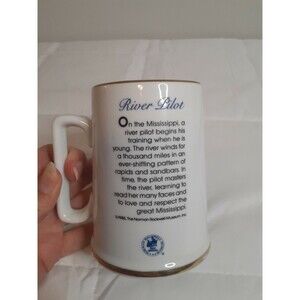 River Pilot
On the Mississippi, a
river pilot begins his
training when he is
young. The river winds for
a thousand miles in an
ever-shifting pattern of
rapids and sandbars. In
time, the pilot masters
the river, learning to
read her many faces and
to love and respect the
great Mississippi.
The Norman Rockwell Museum, Inc.